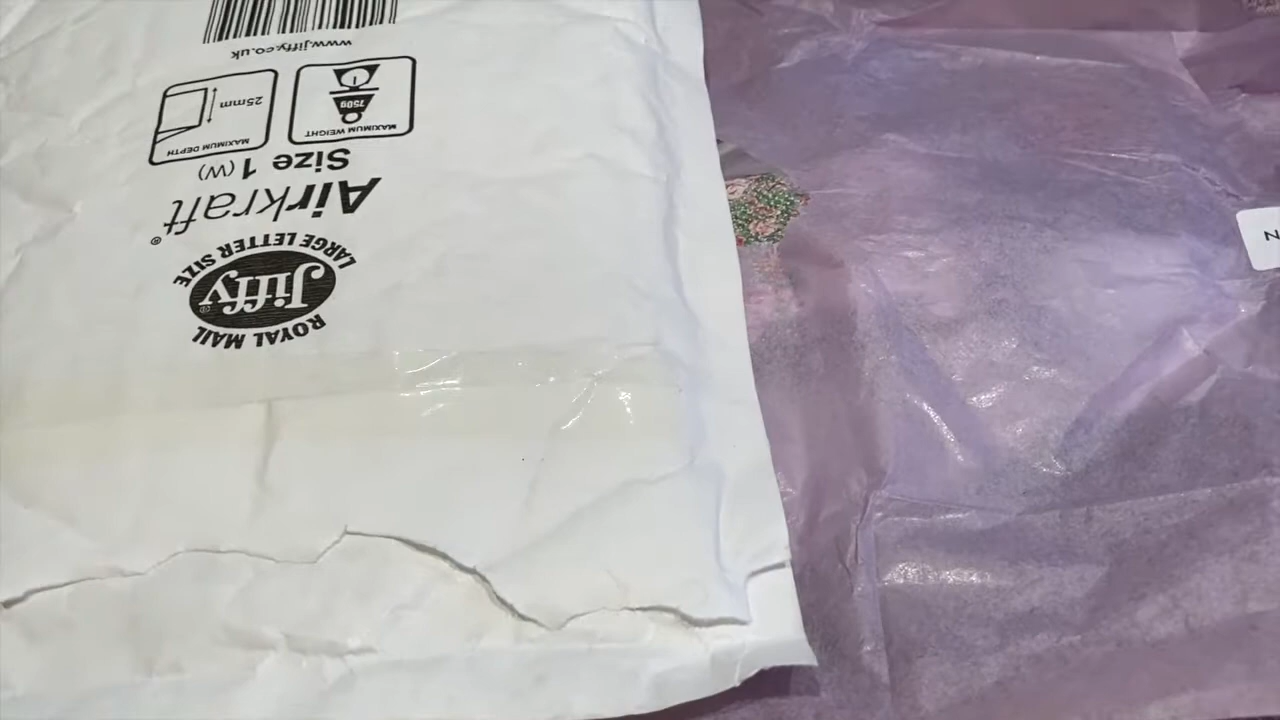 ROYAL MAIL
Jiffy®
LARGE LETTER SIZE
Airkraft®
Size 1 (W)
MAXIMUM WEIGHT
750g
MAXIMUM DEPTH
25mm
www.jiffy.co.uk
N